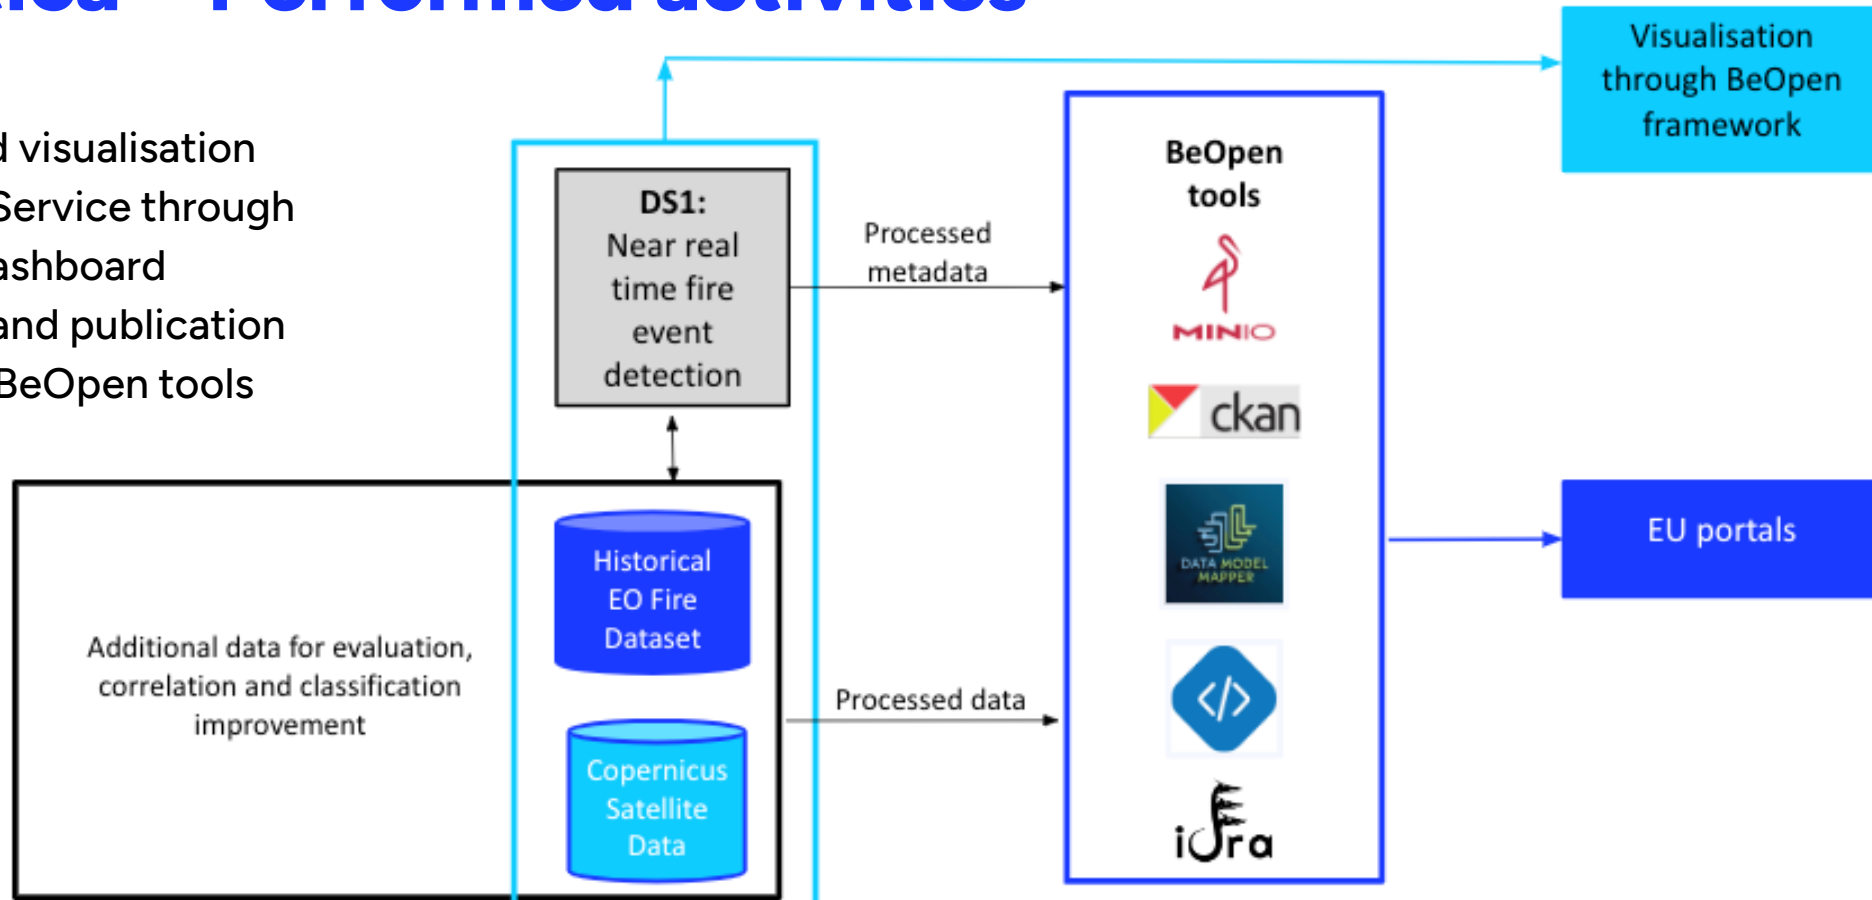 Performed activities
d visualisation
Service through
ashboard
and publication
BeOpen tools
Visualisation
through BeOpen
framework
DS1:
Near real
time fire
event
detection
Processed
metadata
BeOpen
tools
MINIO
ckan
DATA MODEL
MAPPER
</>
idra
EU portals
Historical
EO Fire
Dataset
Additional data for evaluation,
correlation and classification
improvement
Processed data
Copernicus
Satellite
Data